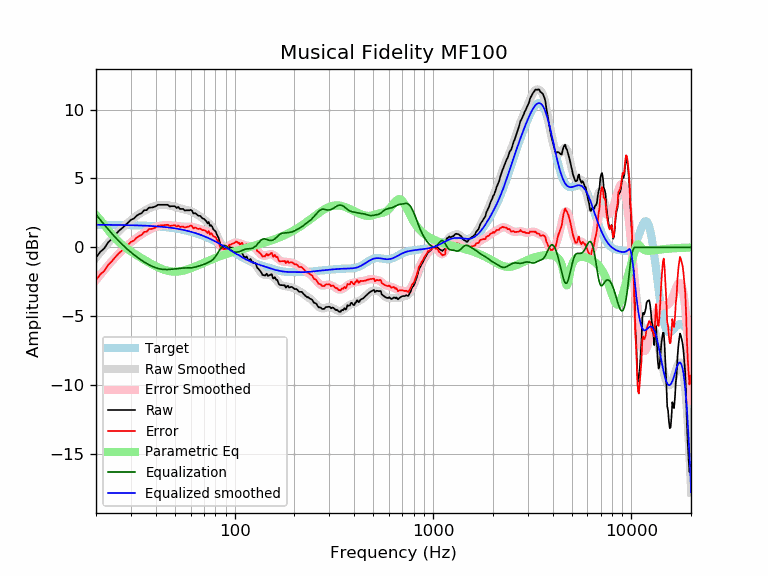 Musical Fidelity MF100
Amplitude (dBr)
10
5
0
−5
−10
−15
Target
Raw Smoothed
Error Smoothed
Raw
Error
Parametric Eq
Equalization
Equalized smoothed
100
1000
10000
Frequency (Hz)